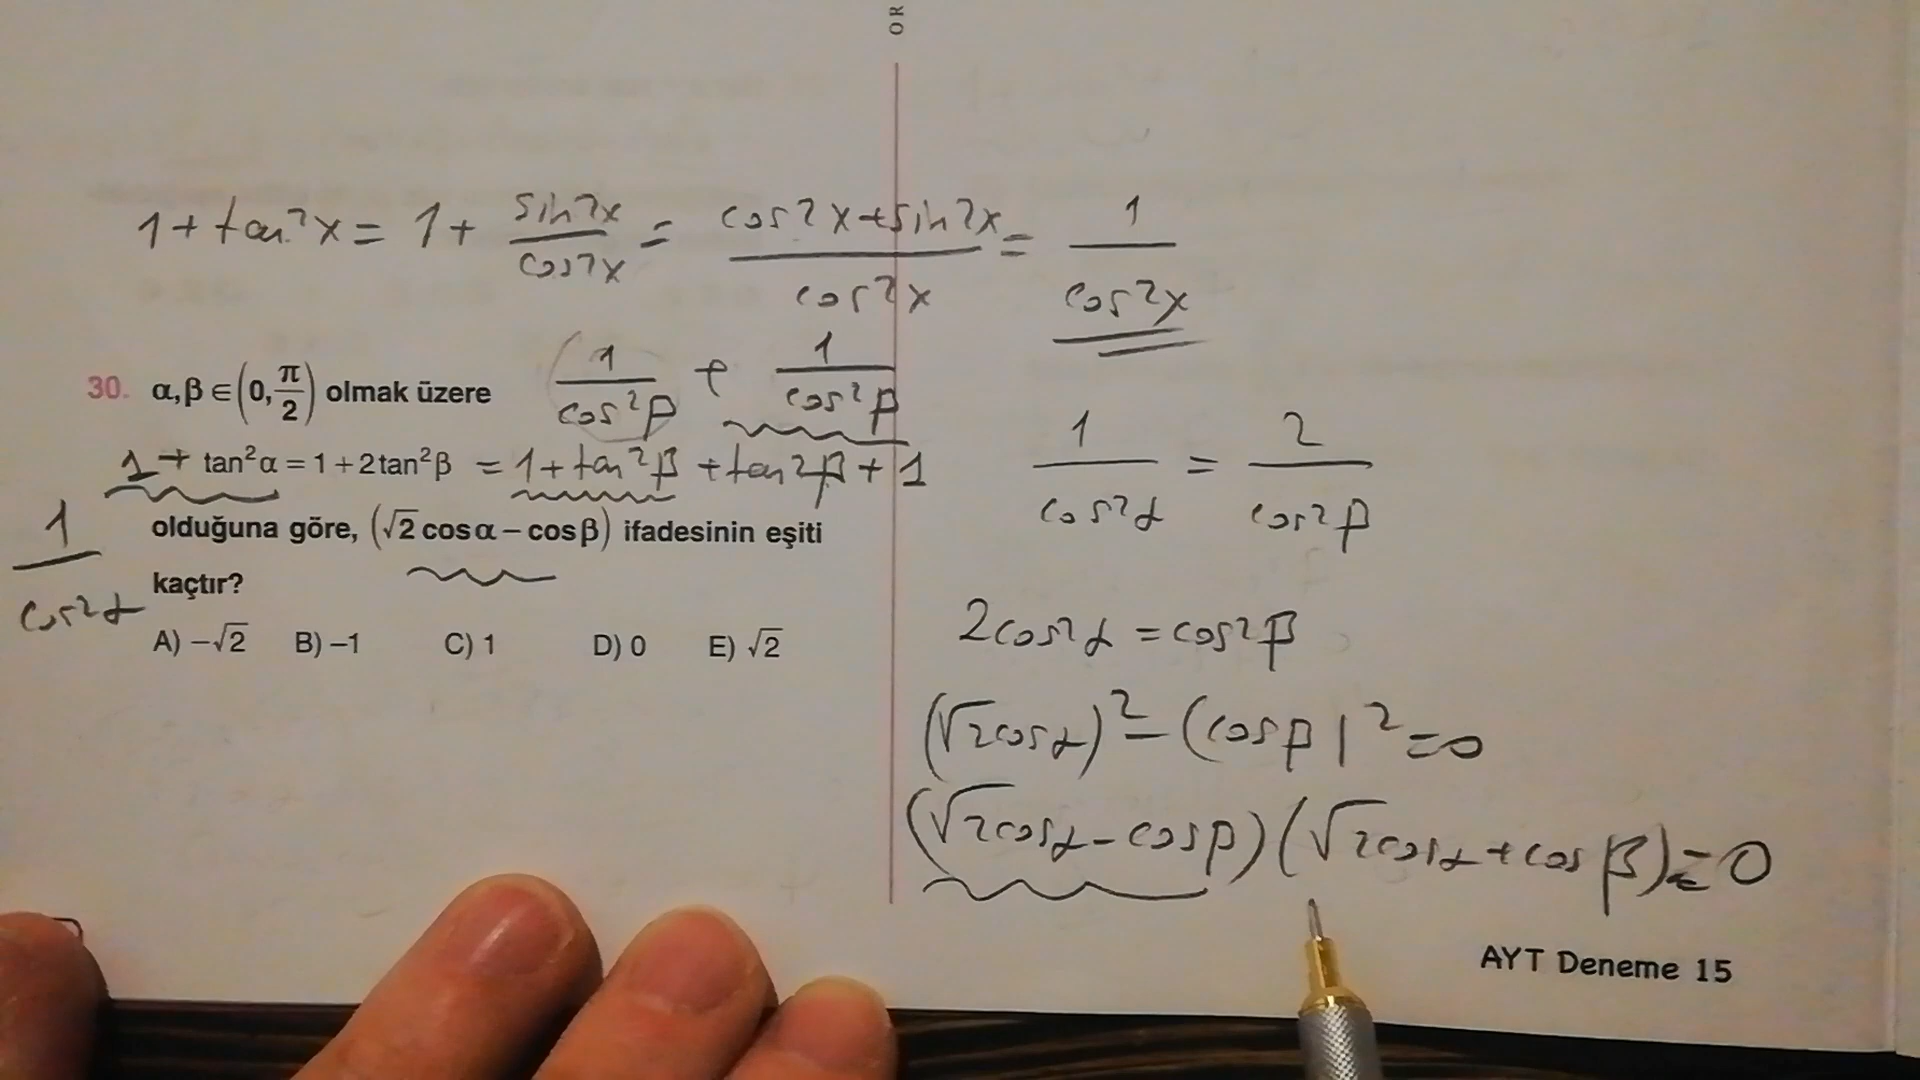 OR
1 + tan²x = 1 + sin²x / cos²x = cos²x + sin²x / cos²x = 1 / cos²x
30. α,β ∈ (0, π/2) olmak üzere
1 / cos²β + 1 / cos²β
1 + tan²α = 1 + 2tan²β = 1 + tan²β + tan²β + 1
1 / cos²α
olduğuna göre, (√2 cosα – cosβ) ifadesinin eşiti
kaçtır?
A) –√2 B) –1 C) 1 D) 0 E) √2
1 / cos²α = 2 / cos²β
2cos²α = cos²β
(√2cosα)² – (cosβ)² = 0
(√2cosα – cosβ)(√2cosα + cosβ) = 0
AYT Deneme 15